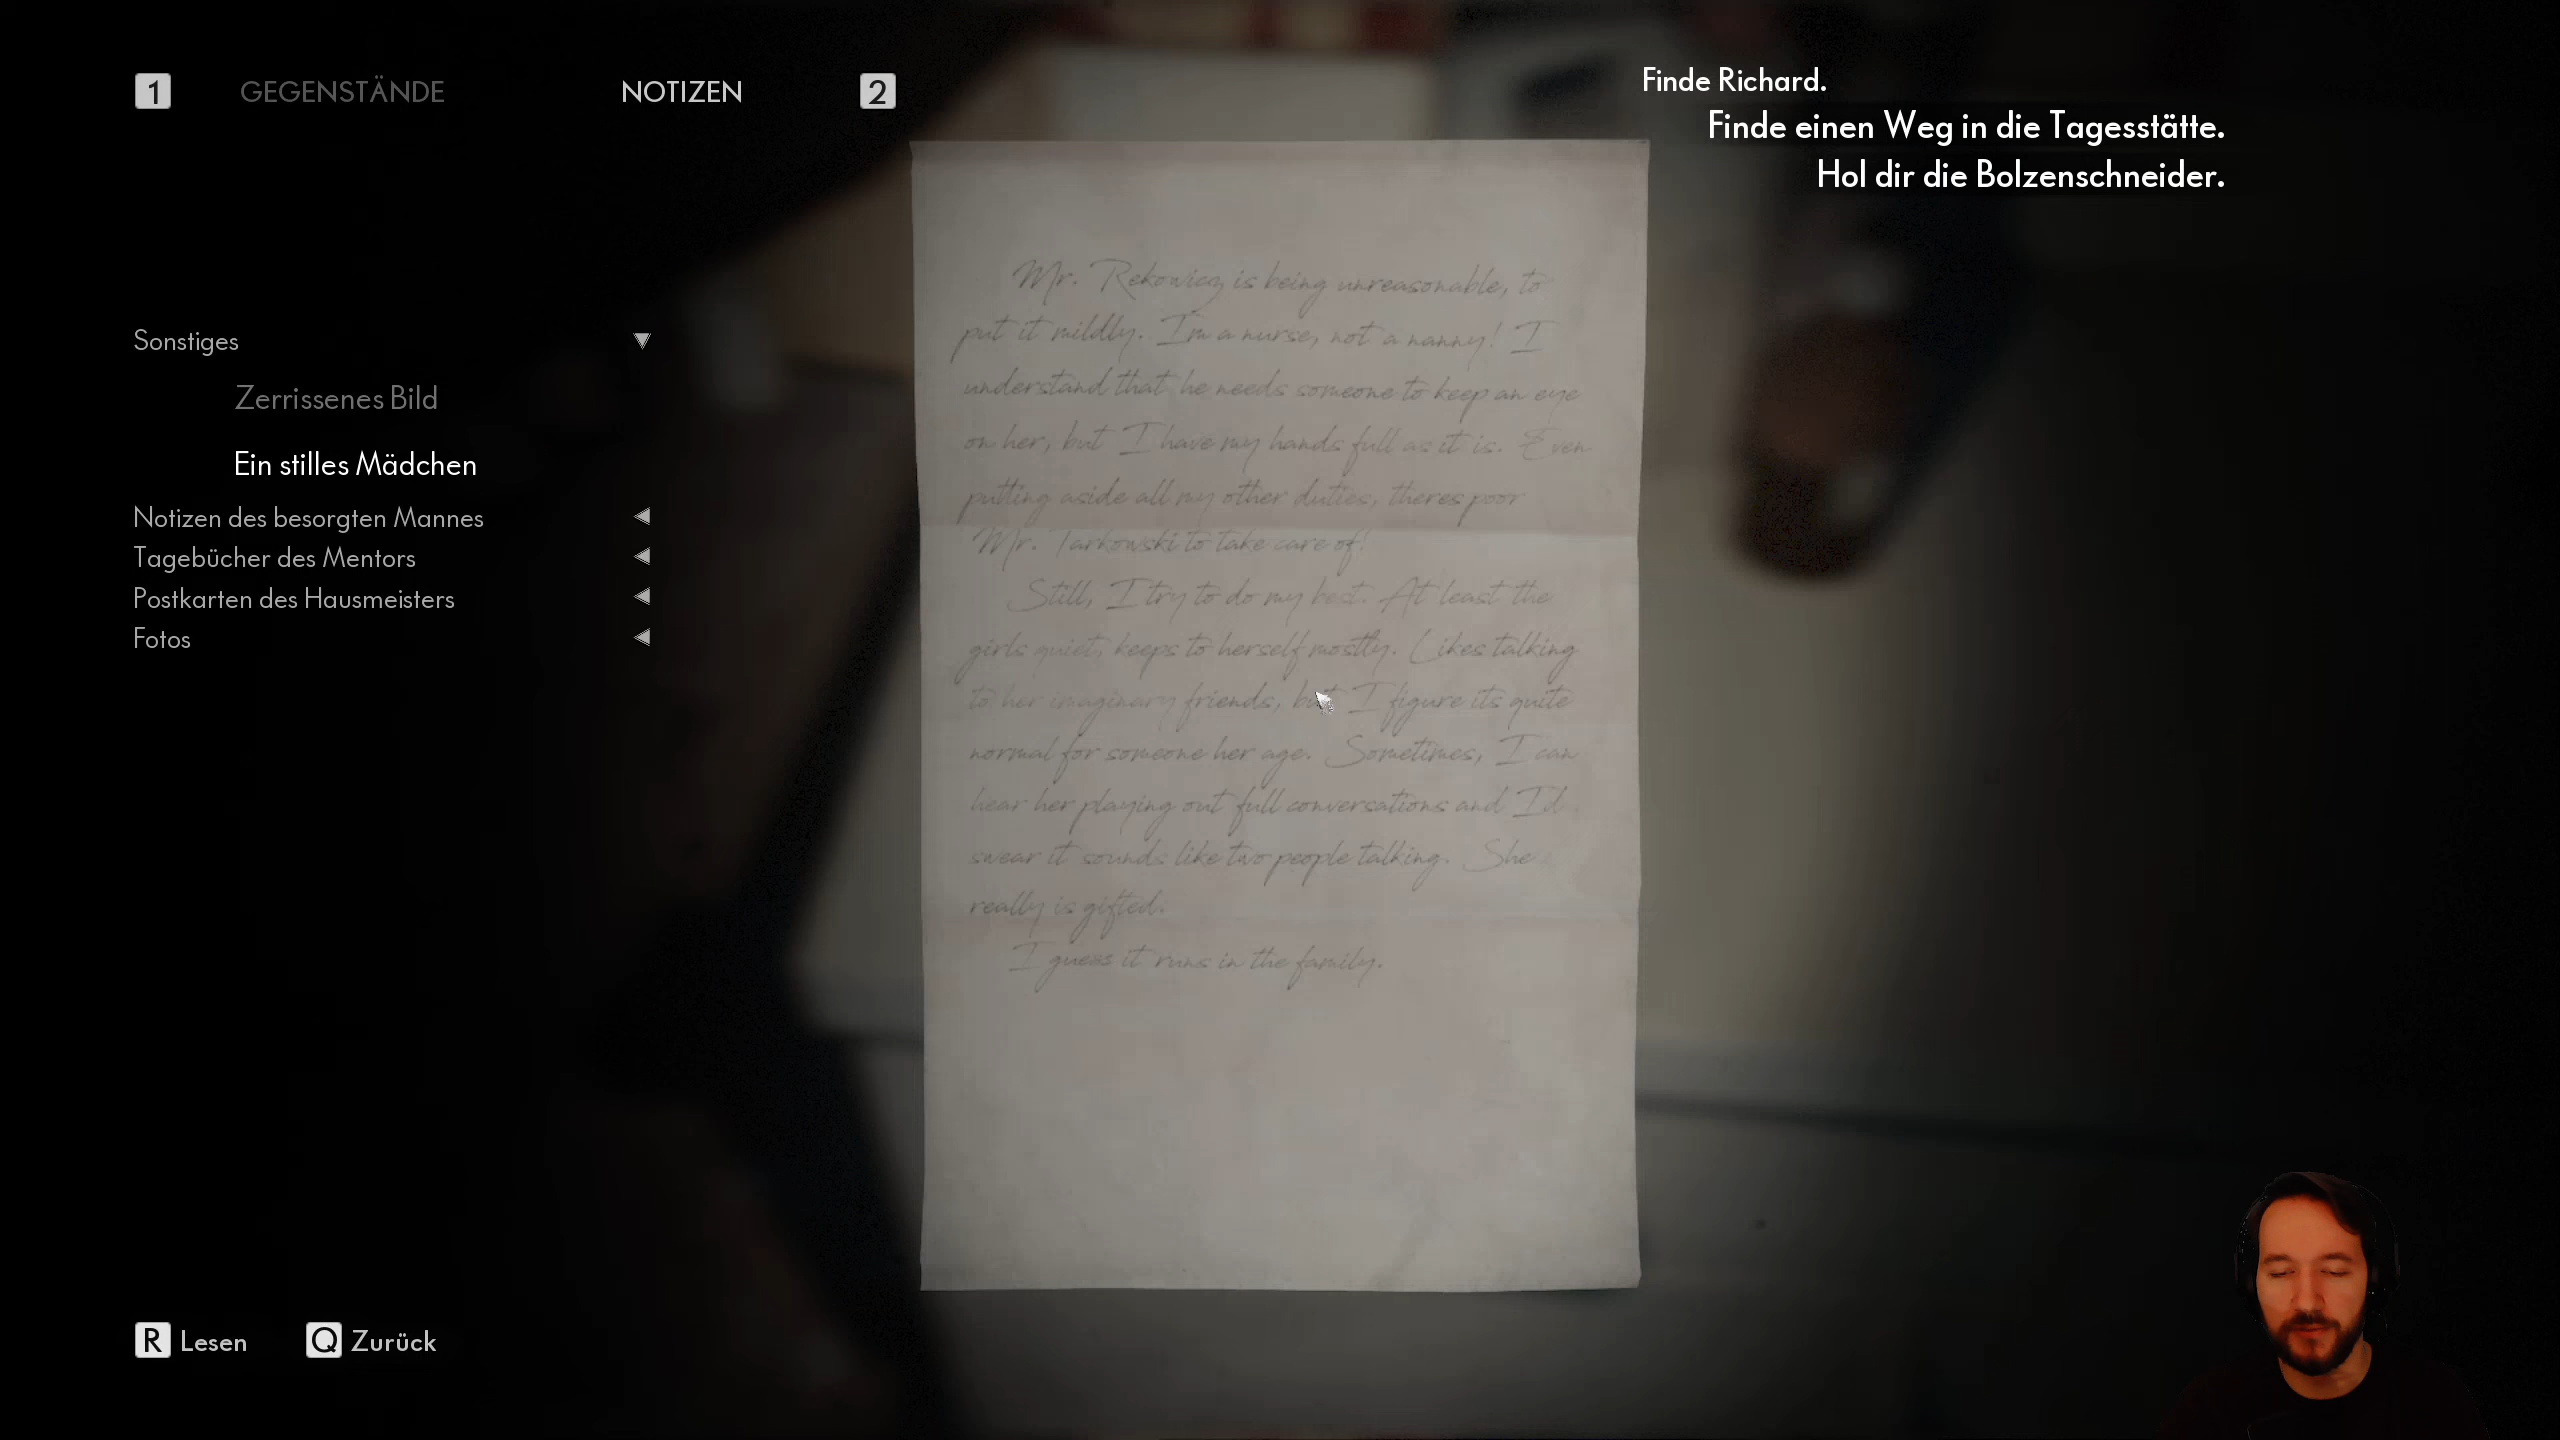 1 GEGENSTÄNDE NOTIZEN 2
Finde Richard.
Finde einen Weg in die Tagesstätte.
Hol dir die Bolzenschneider.
Sonstiges
Zerrissenes Bild
Ein stilles Mädchen
Notizen des besorgten Mannes
Tagebücher des Mentors
Postkarten des Hausmeisters
Fotos
Mr. Rekowicz is being unreasonable, to
put it mildly. I'm a nurse, not a nanny! I
understand that he needs someone to keep an eye
on her, but I have my hands full as it is. Even
putting aside all my other duties, theres poor
Mr. Tarkowski to take care of!
Still, I try to do my best. At least the
girls quiet, keeps to herself mostly. Likes talking
to her imaginary friends, but I figure its quite
normal for someone her age. Sometimes, I can
hear her playing out full conversations and I'd
swear it sounds like two people talking. She
really is gifted.
I guess it runs in the family.
R Lesen Q Zurück